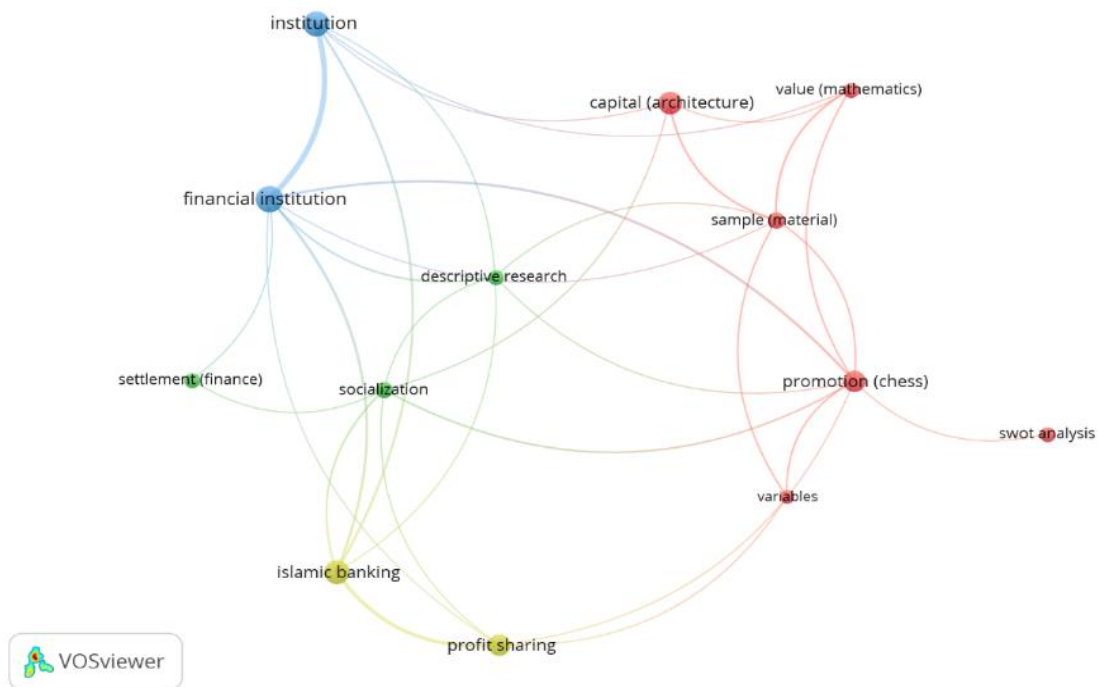 institution
value (mathematics)
capital (architecture)
financial institution
sample (material)
descriptive research
settlement (finance)
socialization
promotion (chess)
swot analysis
variables
islamic banking
profit sharing
VOSviewer